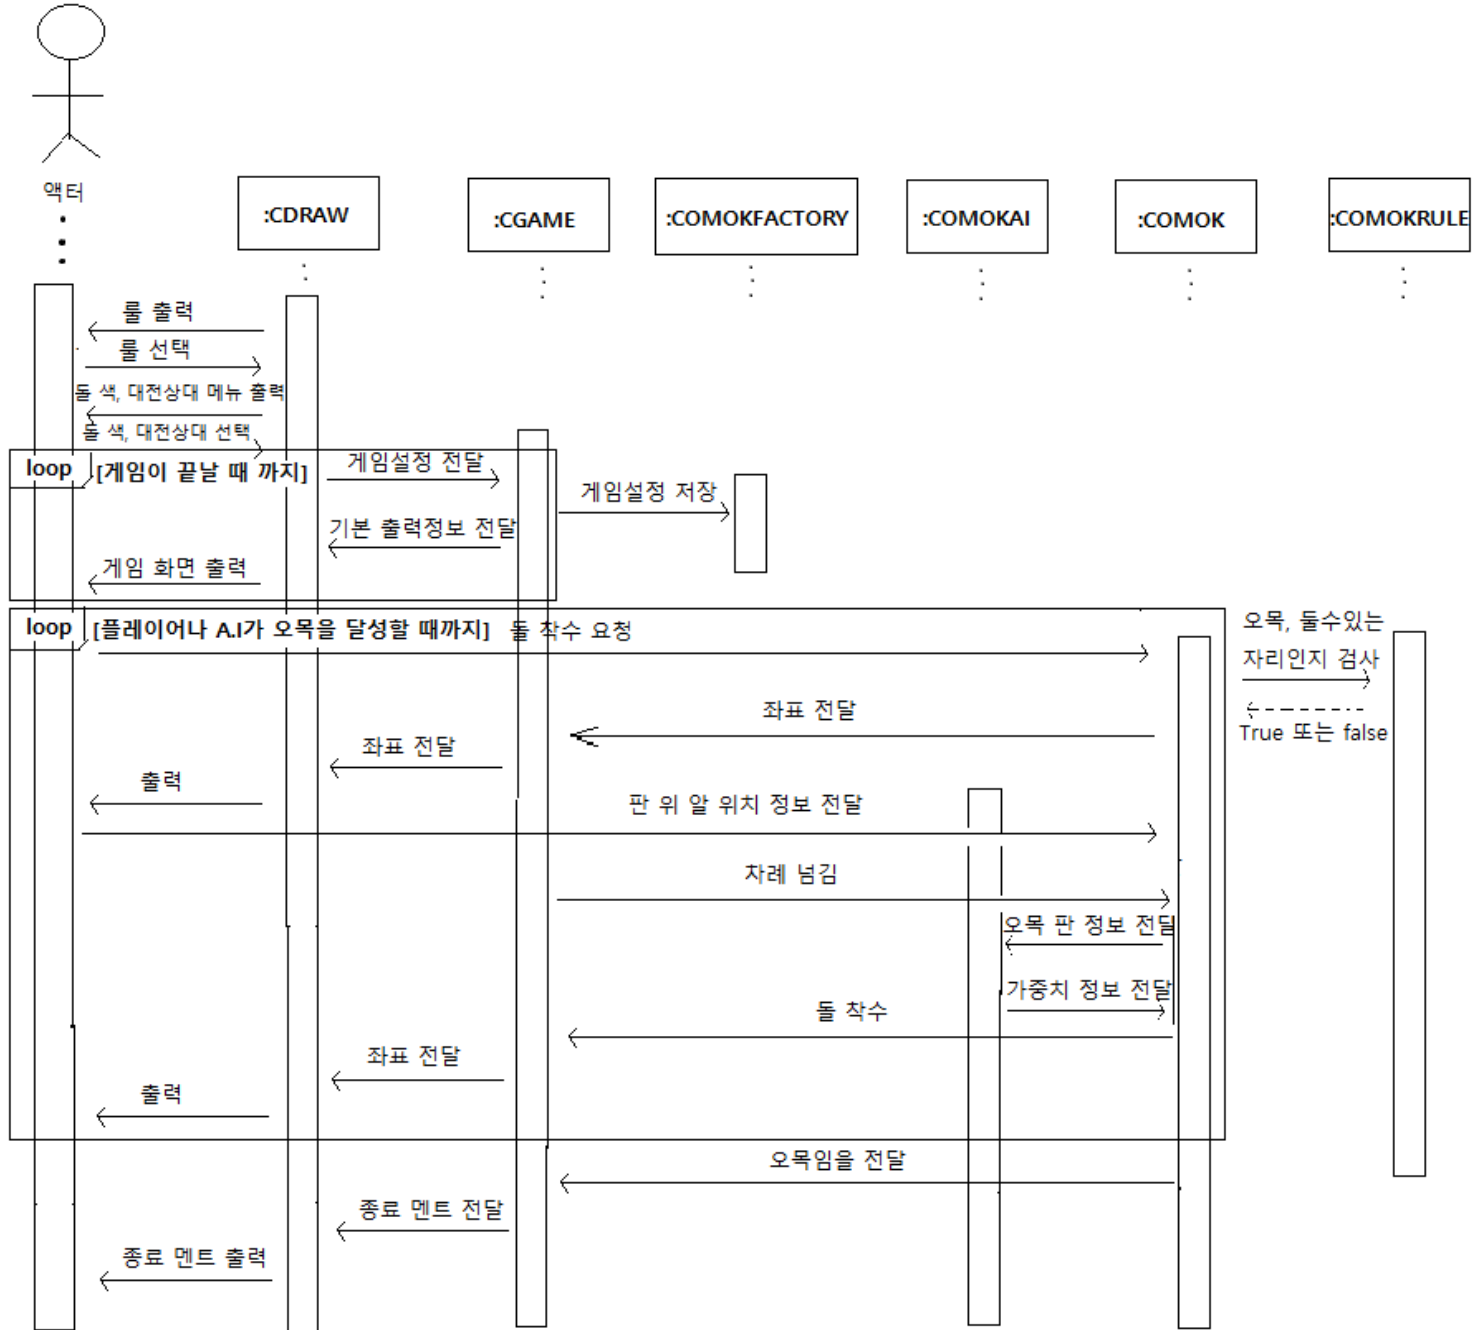 액터
:CDRAW
:CGAME
:COMOKFACTORY
:COMOKAI
:COMOK
:COMOKRULE
룰 출력
룰 선택
돌 색, 대전상대 메뉴 출력
돌 색, 대전상대 선택
loop [게임이 끝날 때 까지]
게임설정 전달
게임설정 저장
기본 출력정보 전달
게임 화면 출력
loop [플레이어나 A.I가 오목을 달성할 때까지]
돌 착수 요청
오목, 둘수있는
자리인지 검사
True 또는 false
좌표 전달
좌표 전달
출력
판 위 알 위치 정보 전달
차례 넘김
오목 판 정보 전달
가중치 정보 전달
돌 착수
좌표 전달
출력
오목임을 전달
종료 멘트 전달
종료 멘트 출력